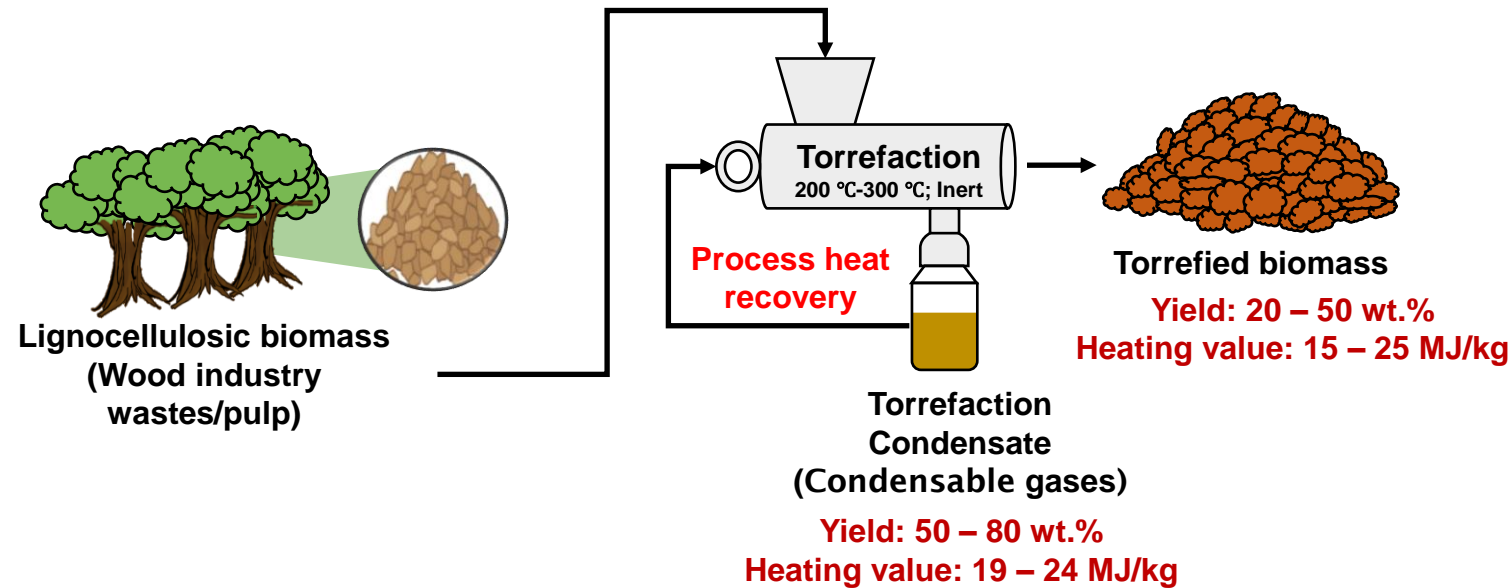 Lignocellulosic biomass
(Wood industry
wastes/pulp)
Torrefaction
200 ℃-300 ℃; Inert
Process heat
recovery
Torrefaction
Condensate
(Condensable gases)
Yield: 50 – 80 wt.%
Heating value: 19 – 24 MJ/kg
Torrefied biomass
Yield: 20 – 50 wt.%
Heating value: 15 – 25 MJ/kg